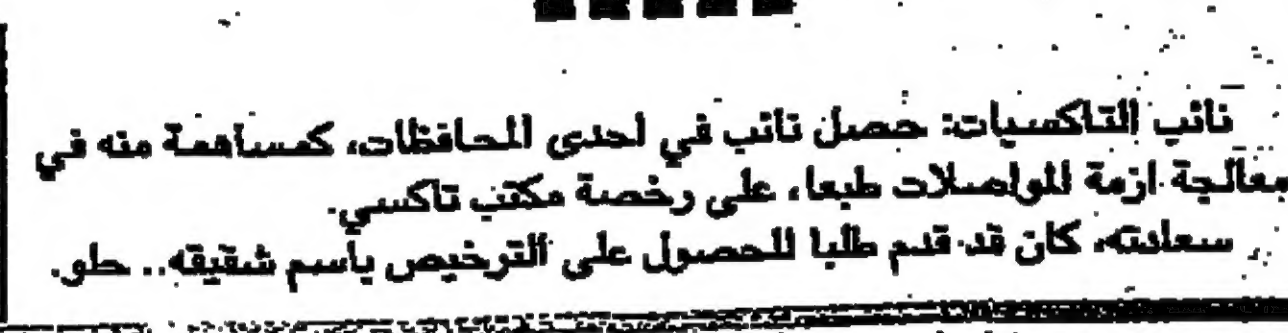 نائب التاكسيات: حصل نائب في احدى المحافظات، كمساهمة منه في
معالجة ازمة المواصلات طبعا، على رخصة مكتب تاكسي.
سعادته، كان قد قدم طلبا للحصول على الترخيص باسم شقيقه.. حلو.